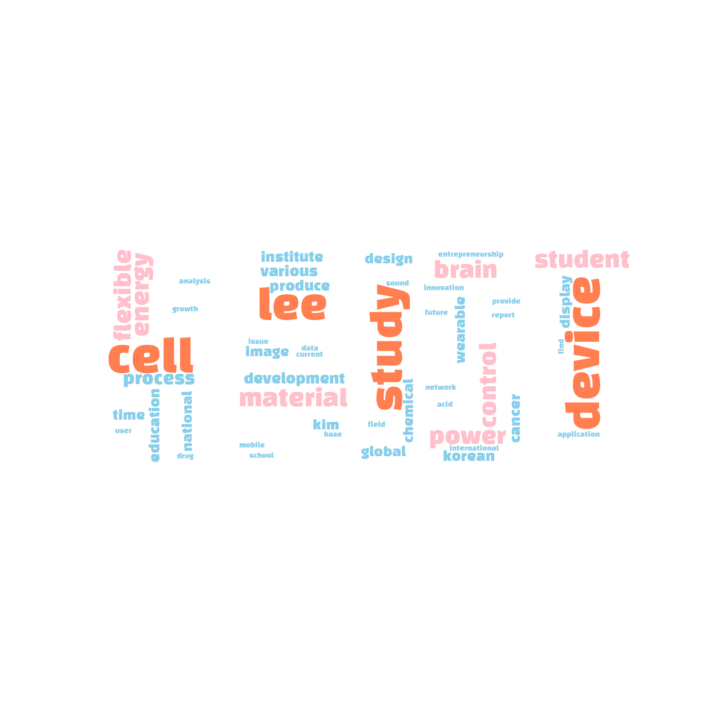 flexible
energy
analysis
growth
cell
process
time
user
education
national
drug
institute
various
produce
lee
issue
image
data
current
development
material
kim
base
mobile
school
design
sound
study
chemical
field
global
entrepreneurship
brain
innovation
future
wearable
provide
report
control
network
acid
cancer
power
international
korean
student
display
device
find
application